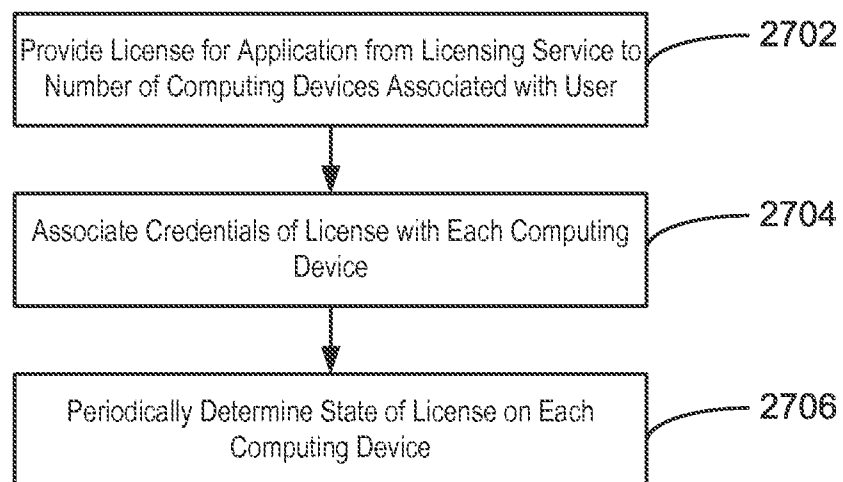 Provide License for Application from Licensing Service to
Number of Computing Devices Associated with User
2702
Associate Credentials of License with Each Computing
Device
2704
Periodically Determine State of License on Each
Computing Device
2706